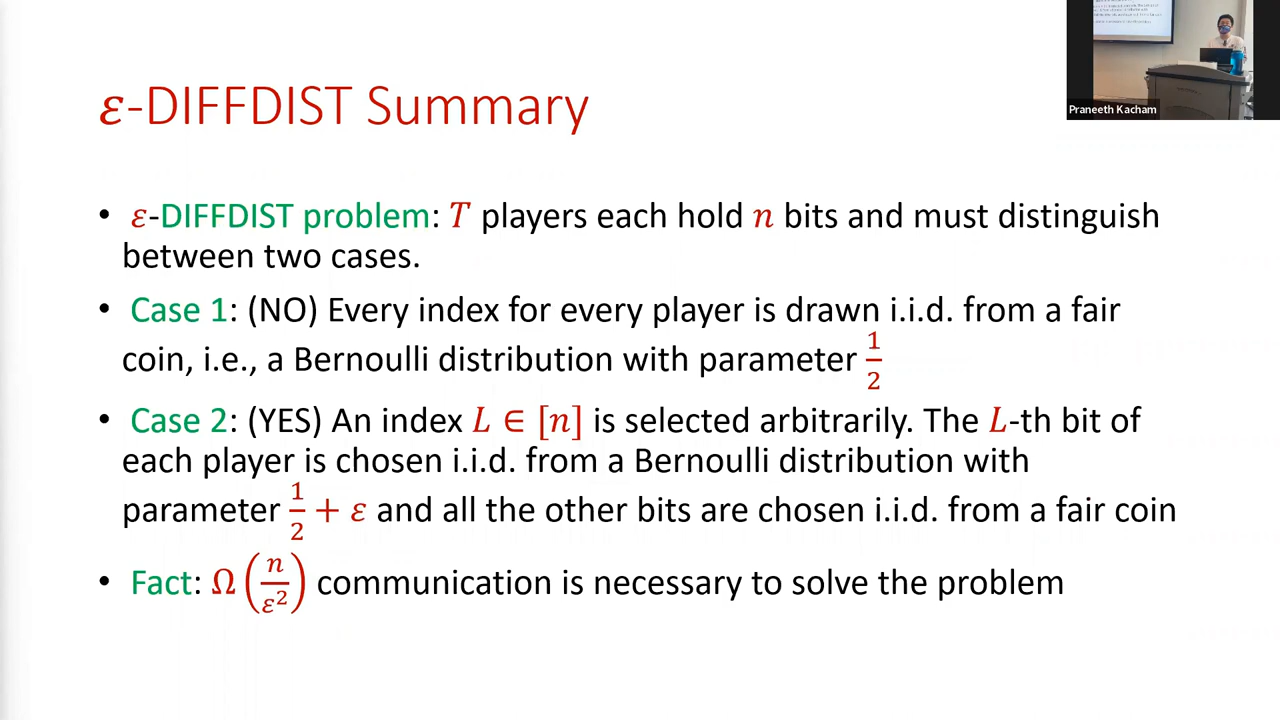 ε-DIFFDIST Summary
Praneeth Kacham
• ε-DIFFDIST problem: T players each hold n bits and must distinguish
between two cases.
• Case 1: (NO) Every index for every player is drawn i.i.d. from a fair
coin, i.e., a Bernoulli distribution with parameter 1/2
• Case 2: (YES) An index L ∈ [n] is selected arbitrarily. The L-th bit of
each player is chosen i.i.d. from a Bernoulli distribution with
parameter 1/2 + ε and all the other bits are chosen i.i.d. from a fair coin
• Fact: Ω(n/ε²) communication is necessary to solve the problem